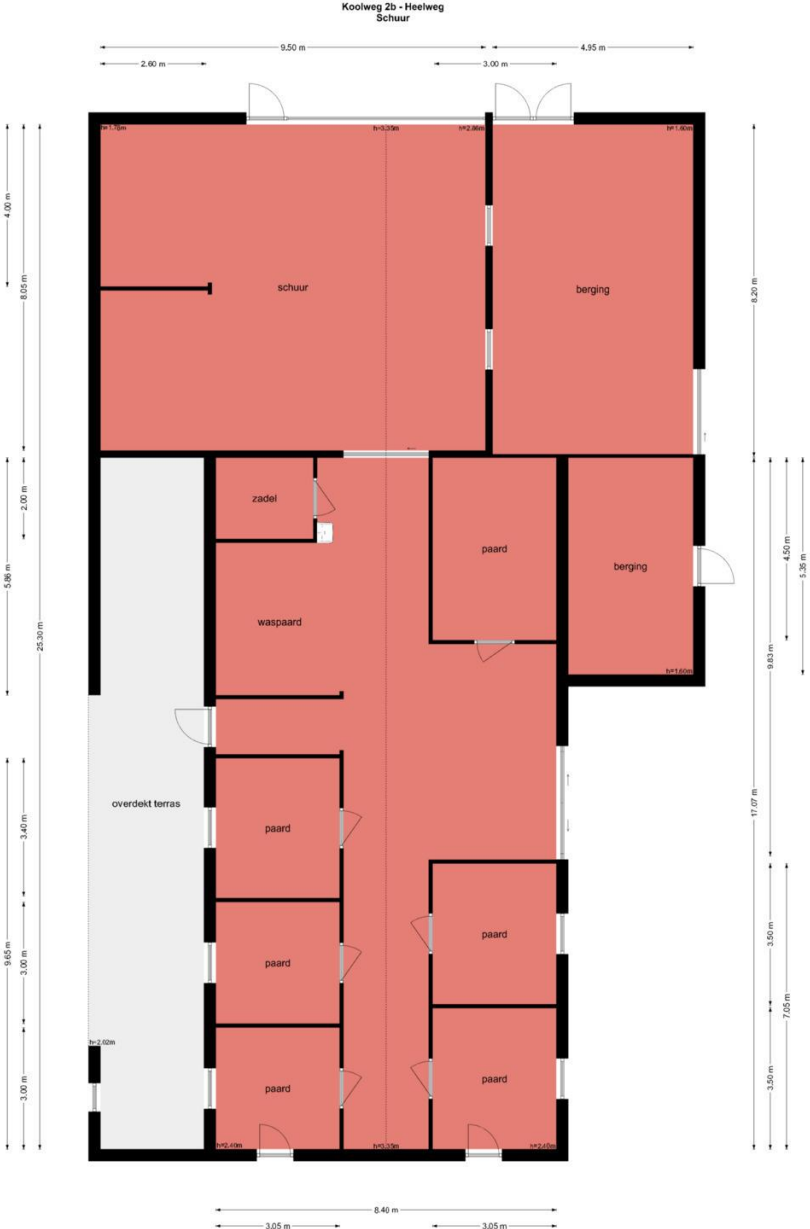 Koolweg 2b - Heelweg
Schuur
9.50 m
4.95 m
2.60 m
3.00 m
h=1.78m
h=3.35m
h=2.86m
h=1.60m
4.00 m
8.05 m
schuur
berging
8.20 m
2.00 m
5.86 m
25.30 m
zadel
paard
waspaard
berging
4.50 m
5.35 m
9.83 m
h=1.60m
overdekt terras
17.07 m
3.40 m
paard
9.65 m
3.00 m
paard
paard
3.50 m
7.05 m
h=2.02m
3.00 m
paard
paard
3.50 m
h=2.40m
h=3.35m
h=2.40m
8.40 m
3.05 m
3.05 m